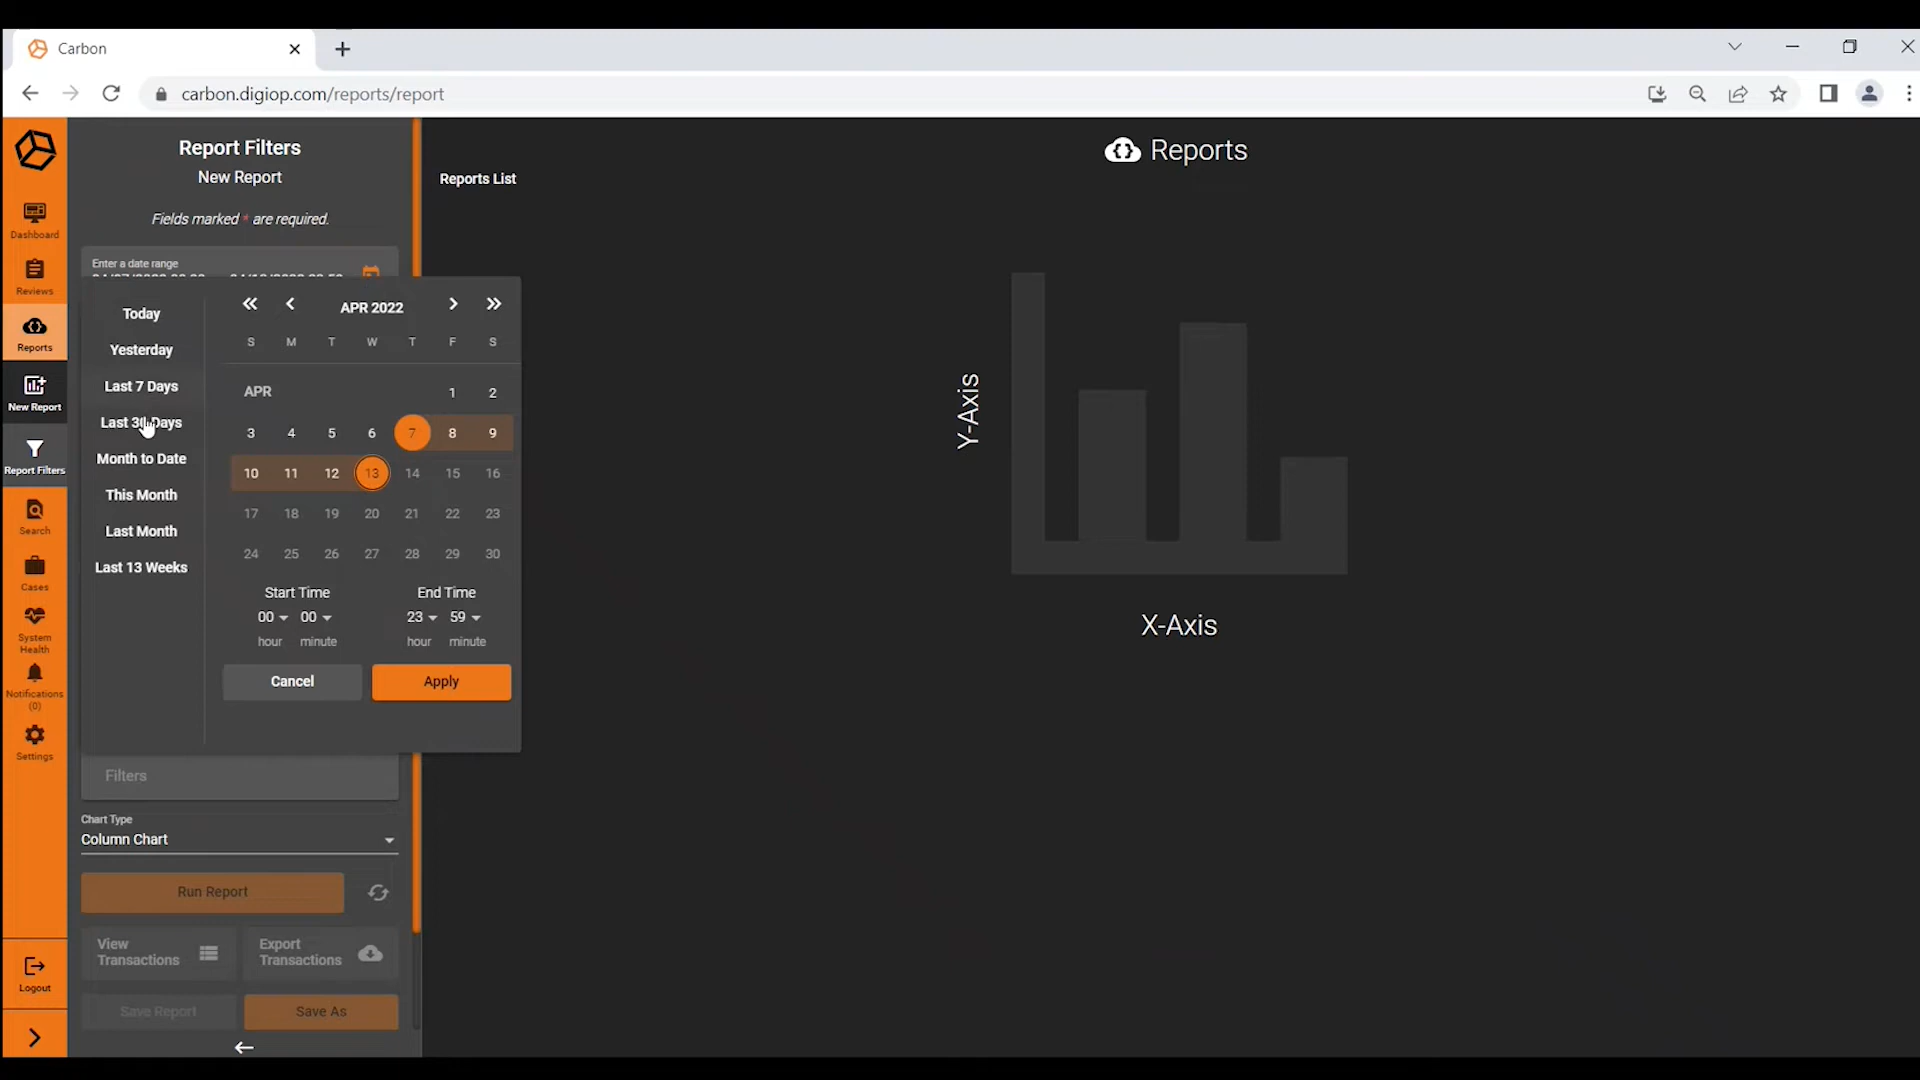 Carbon
carbon.digiop.com/reports/report
Report Filters
New Report
Fields marked * are required.
Reports
Reports List
Dashboard
Reviews
Reports
New Report
Report Filters
Search
Cases
System
Health
Notifications
(0)
Settings
Logout
Enter a date range
Today
Yesterday
Last 7 Days
Last 30 Days
Month to Date
This Month
Last Month
Last 13 Weeks
APR 2022
S M T W T F S
APR 1 2
3 4 5 6 7 8 9
10 11 12 13 14 15 16
17 18 19 20 21 22 23
24 25 26 27 28 29 30
Start Time End Time
00 00 23 59
hour minute hour minute
Cancel Apply
Filters
Chart Type
Column Chart
Run Report
View
Transactions
Export
Transactions
Save Report Save As
Y-Axis
X-Axis